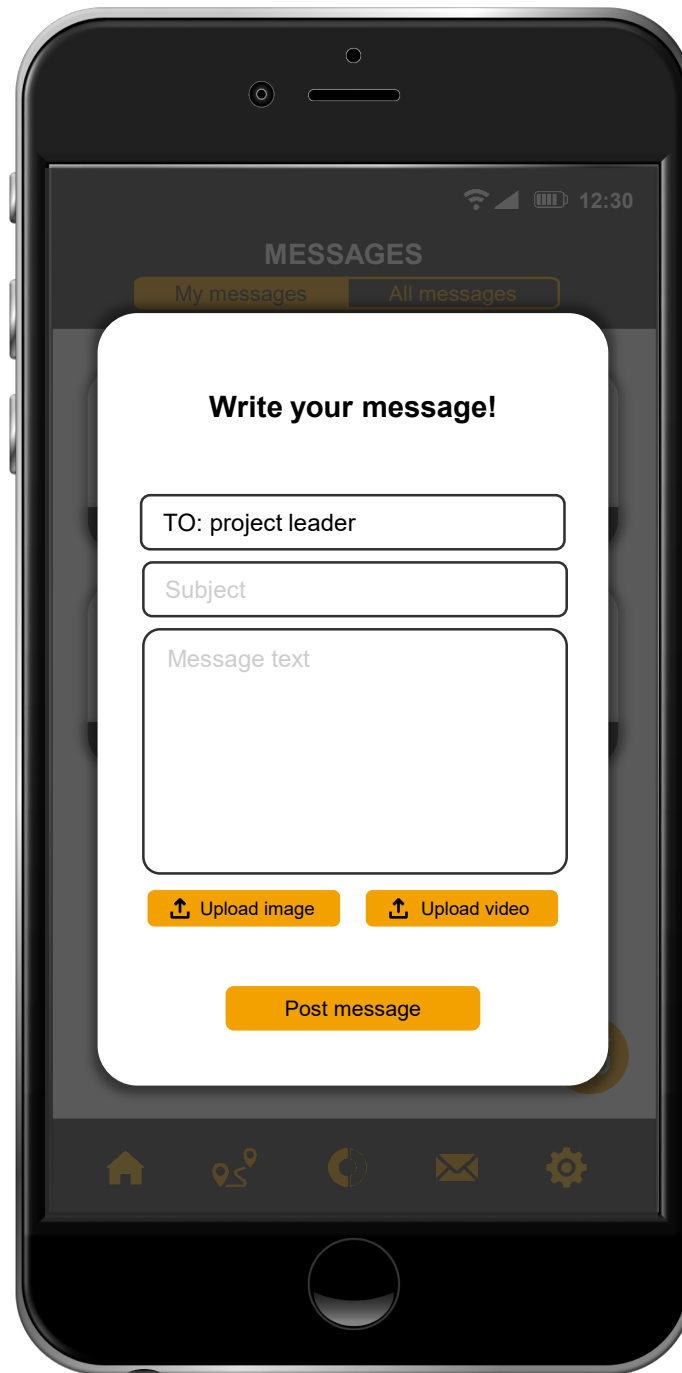 12:30
MESSAGES
My messages All messages
Write your message!
TO: project leader
Subject
Message text
Upload image Upload video
Post message